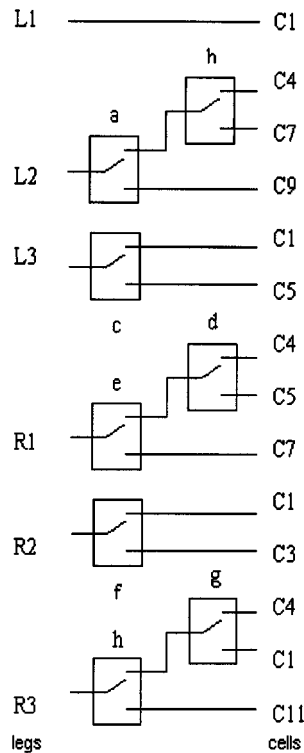 L1 C1
h
C4
a
C7
L2 C9
L3 C1
C5
c d
C4
e
C5
R1 C7
C1
R2
C3
f g
C4
h
C1
R3 C11
legs cells